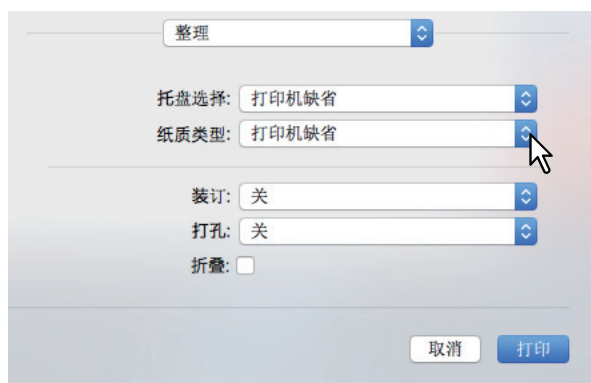 整理
托盘选择: 打印机缺省
纸质类型: 打印机缺省
装订: 关
打孔: 关
折叠:
取消 打印